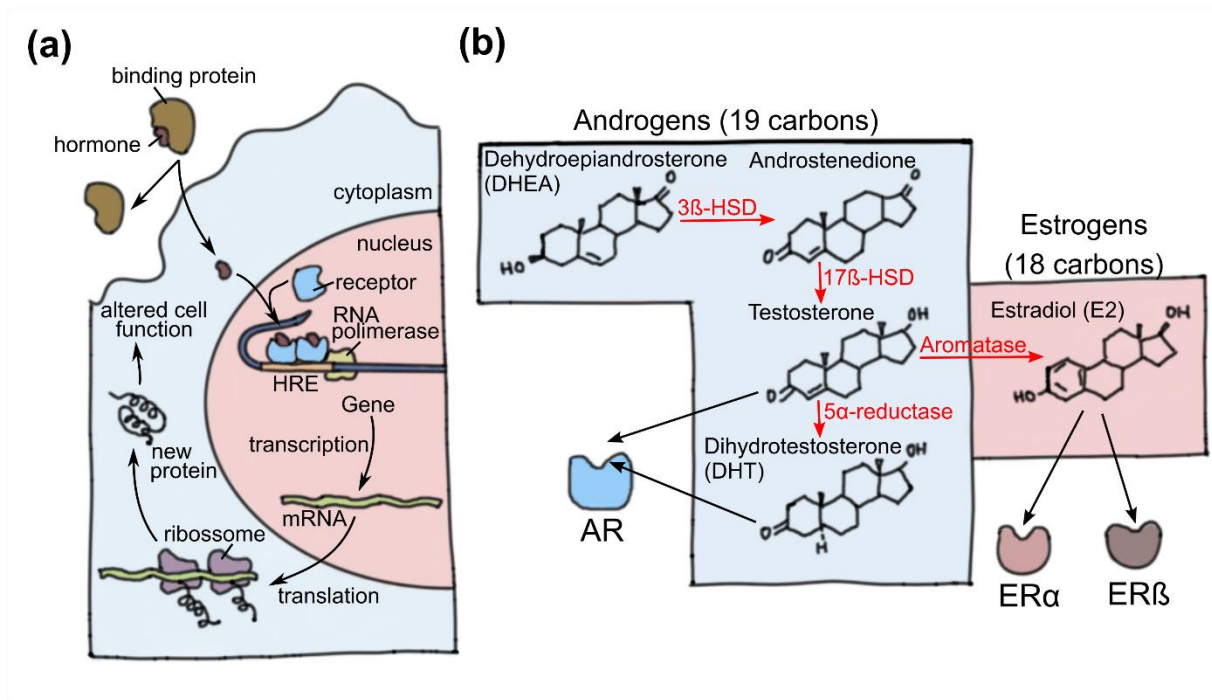 (a)
binding protein
hormone
cytoplasm
nucleus
receptor
altered cell
function
RNA
polimerase
HRE
Gene
transcription
new
protein
mRNA
ribossome
translation
(b)
Androgens (19 carbons)
Dehydroepiandrosterone
(DHEA)
O
HO
3ß-HSD
Androstenedione
O
O
17ß-HSD
Testosterone
OH
O
Aromatase
5α-reductase
Dihydrotestosterone
(DHT)
OH
O
H
AR
Estrogens
(18 carbons)
Estradiol (E2)
OH
HO
ERα
ERß